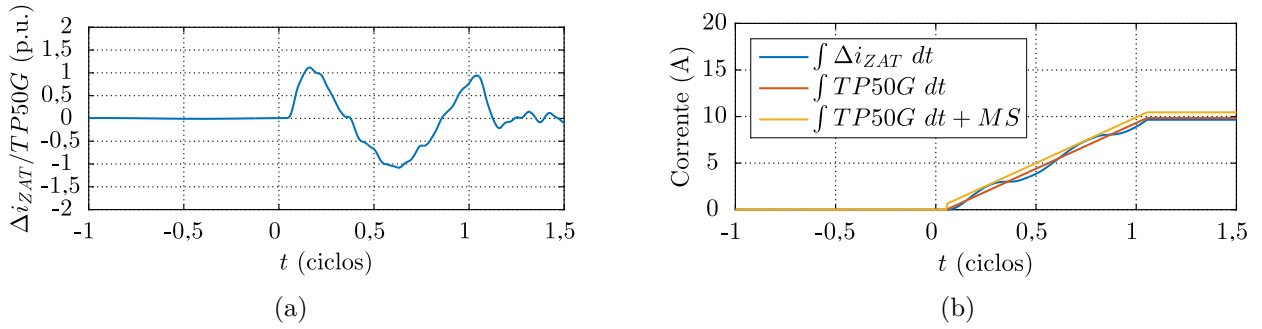 Δi_ZAT/TP50G (p.u.)
2
1,5
1
0,5
0
-0,5
-1
-1,5
-2
-1
-0,5
0
0,5
1
1,5
t (ciclos)
(a)
Corrente (A)
20
15
10
5
0
∫ Δi_ZAT dt
∫ TP50G dt
∫ TP50G dt + MS
-1
-0,5
0
0,5
1
1,5
t (ciclos)
(b)